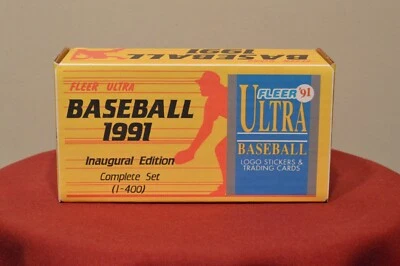 BASEBALL
1991
FLEER ULTRA
BASEBALL
1991
Inaugural Edition
Complete Set
(1-400)
FLEER '91
ULTRA
BASEBALL
LOGO STICKERS &
TRADING CARDS